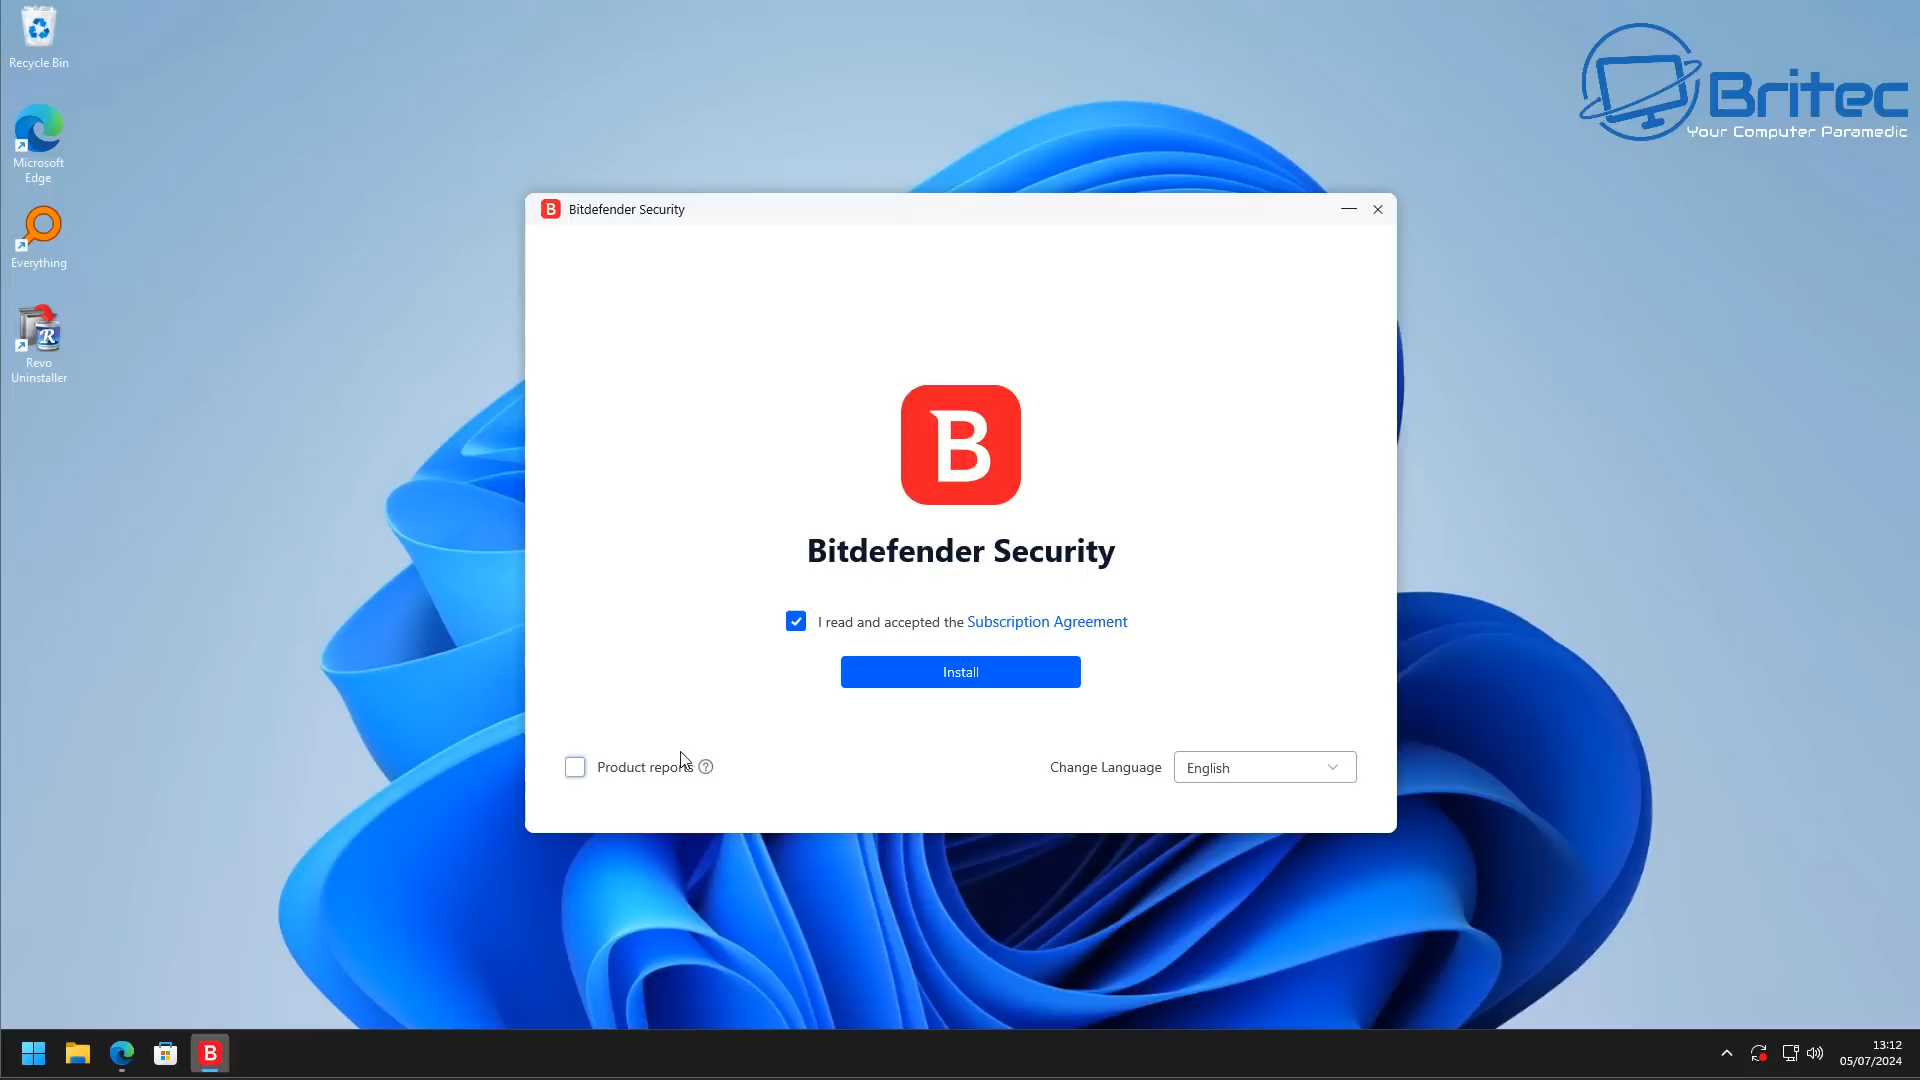 Recycle Bin
Microsoft
Edge
Everything
Revo
Uninstaller
Britec
Your Computer Paramedic
B Bitdefender Security
B
Bitdefender Security
I read and accepted the Subscription Agreement
Install
Product reports ?
Change Language English
B
13:12
05/07/2024